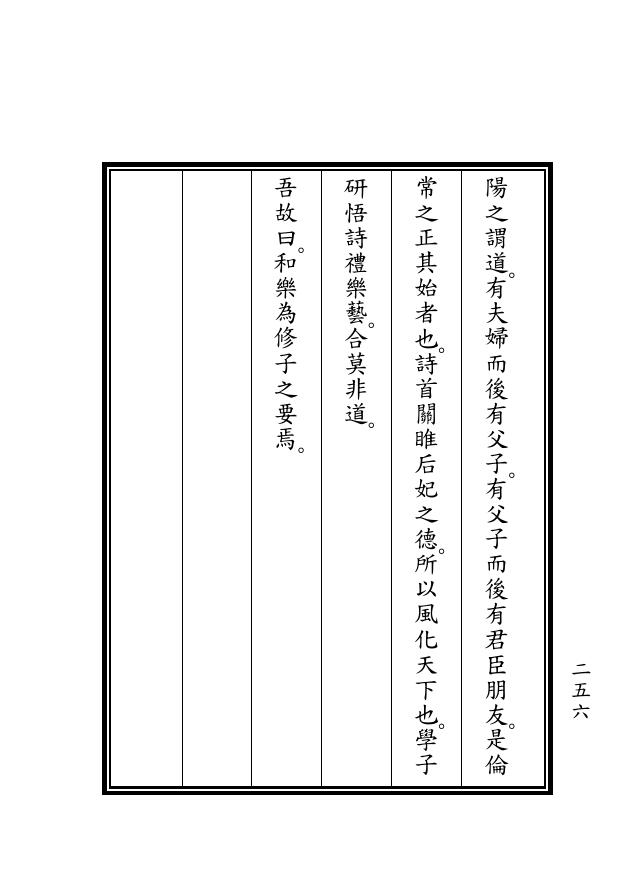 陽之謂道。有夫婦而後有父子。有父子而後有君臣朋友。是倫
常之正其始者也。詩首關睢后妃之德。所以風化天下也。學子
研悟詩禮樂藝。合莫非道。
吾故曰。和樂為修子之要焉。
二五六